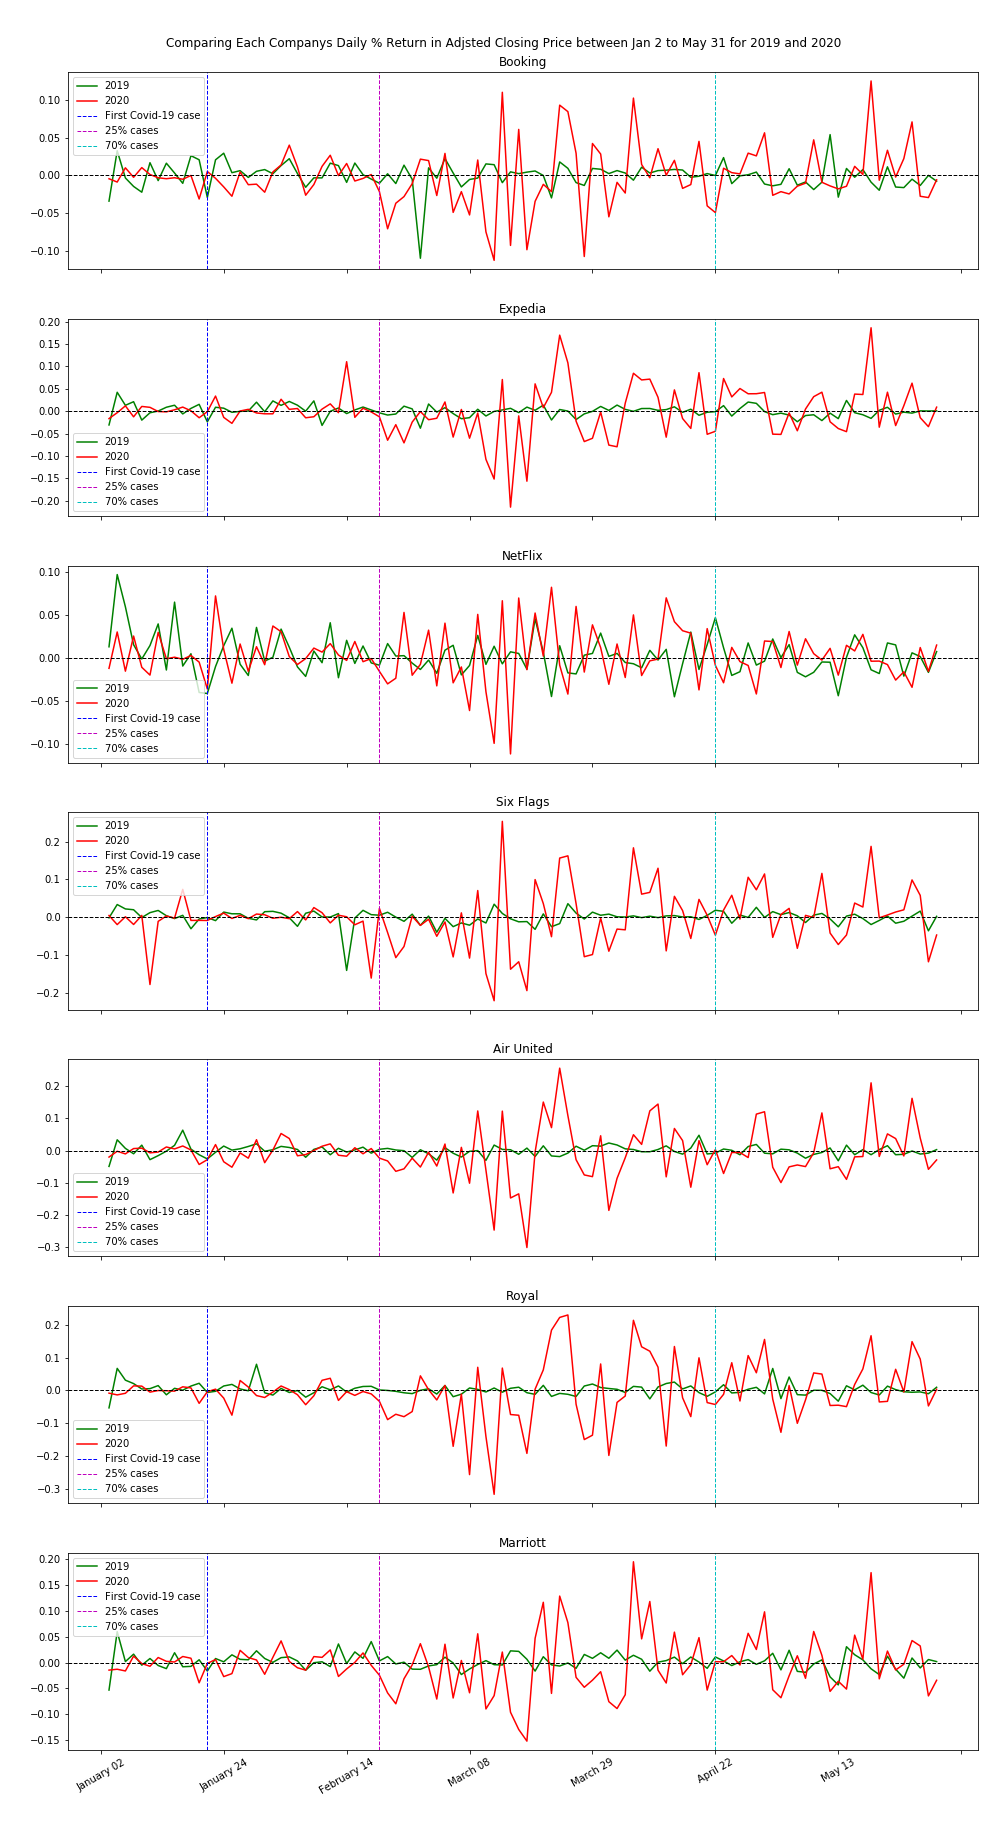 Comparing Each Companys Daily % Return in Adjsted Closing Price between Jan 2 to May 31 for 2019 and 2020
Booking
2019
2020
First Covid-19 case
25% cases
70% cases
0.10
0.05
0.00
−0.05
−0.10
Expedia
0.20
0.15
0.10
0.05
0.00
−0.05
−0.10
−0.15
−0.20
2019
2020
First Covid-19 case
25% cases
70% cases
NetFlix
0.10
0.05
0.00
−0.05
−0.10
2019
2020
First Covid-19 case
25% cases
70% cases
Six Flags
2019
2020
First Covid-19 case
25% cases
70% cases
0.2
0.1
0.0
−0.1
−0.2
Air United
0.2
0.1
0.0
−0.1
−0.2
−0.3
2019
2020
First Covid-19 case
25% cases
70% cases
Royal
0.2
0.1
0.0
−0.1
−0.2
−0.3
2019
2020
First Covid-19 case
25% cases
70% cases
Marriott
2019
2020
First Covid-19 case
25% cases
70% cases
0.20
0.15
0.10
0.05
0.00
−0.05
−0.10
−0.15
January 02
January 24
February 14
March 08
March 29
April 22
May 13